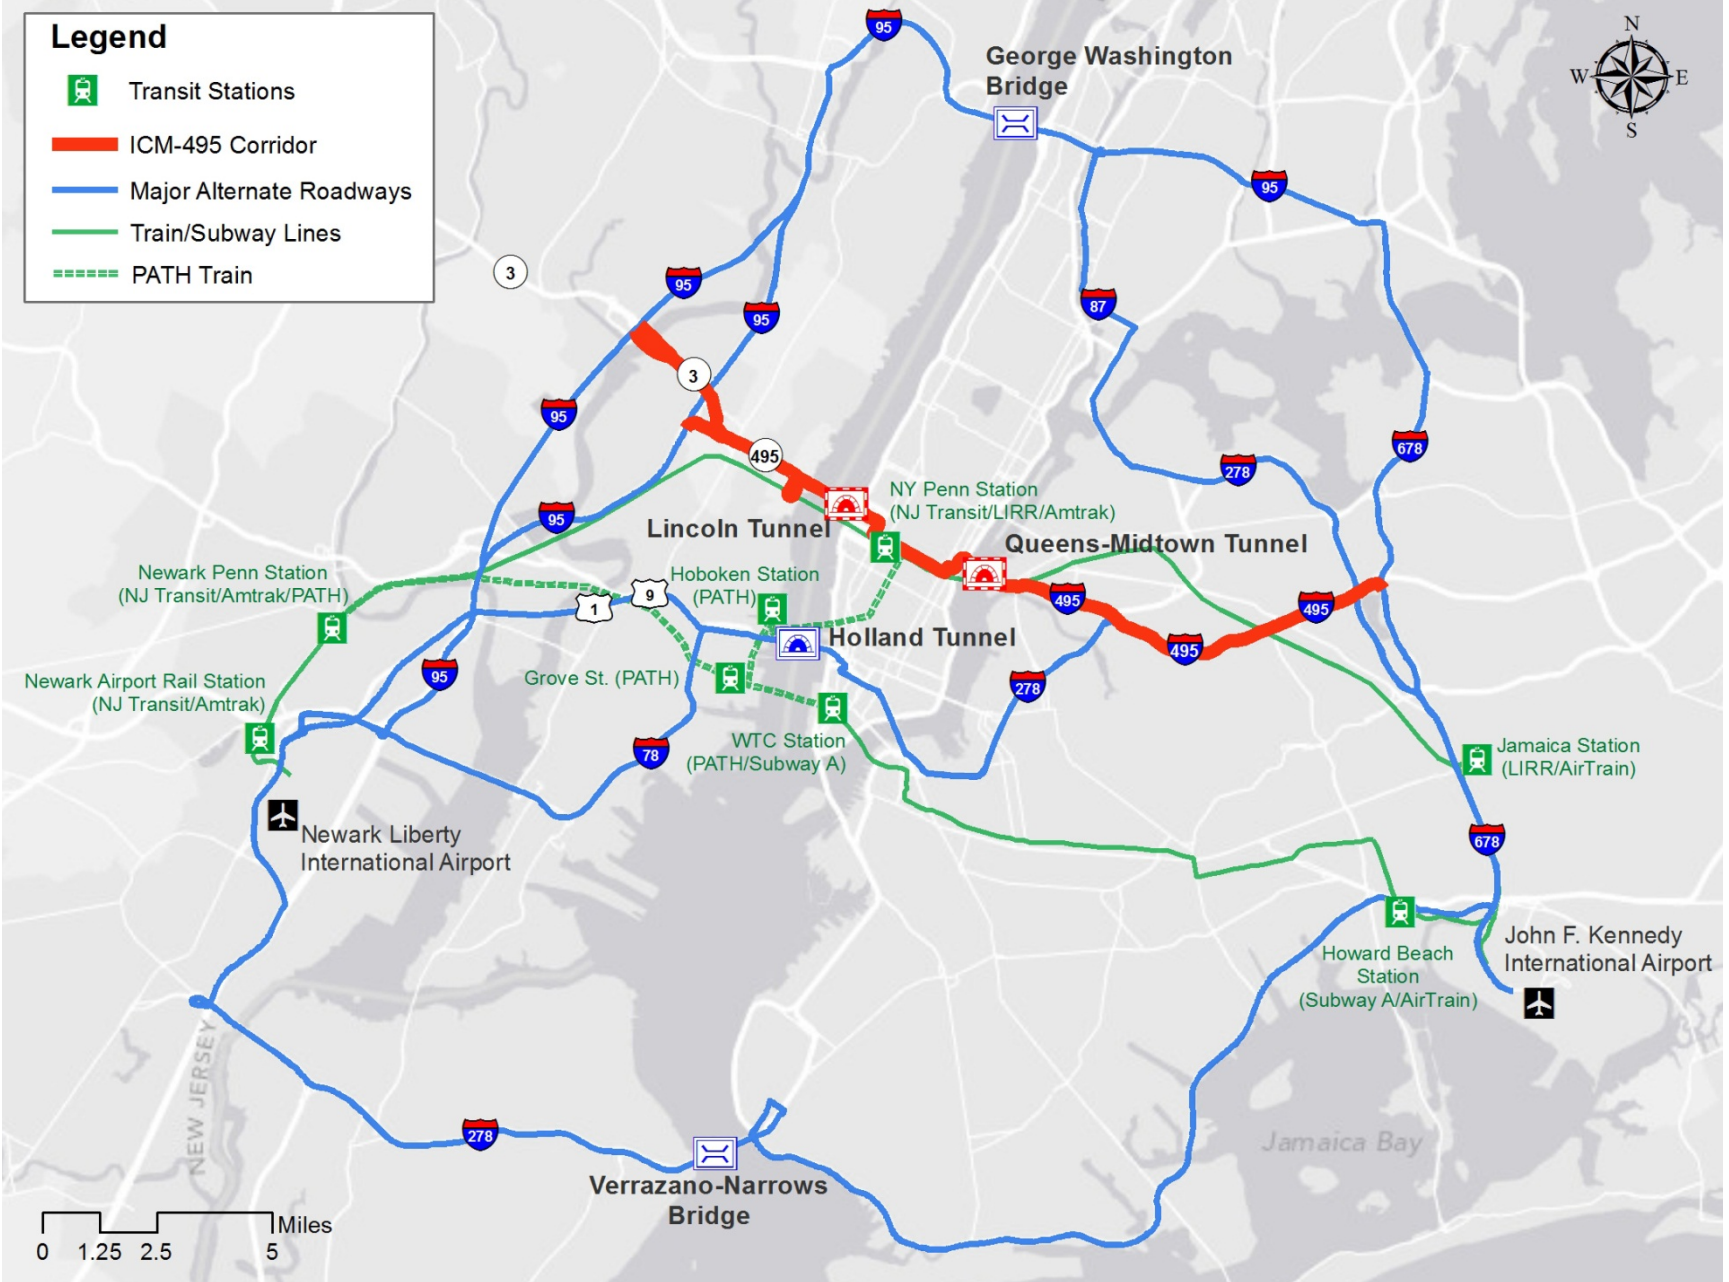 Legend
Transit Stations
ICM-495 Corridor
Major Alternate Roadways
Train/Subway Lines
PATH Train
N
W
E
S
95
George Washington
Bridge
95
3
95
95
87
3
95
678
495
278
NY Penn Station
(NJ Transit/LIRR/Amtrak)
95
Lincoln Tunnel
Queens-Midtown Tunnel
Newark Penn Station
(NJ Transit/Amtrak/PATH)
Hoboken Station
(PATH)
1
9
495
495
Holland Tunnel
495
95
Newark Airport Rail Station
(NJ Transit/Amtrak)
Grove St. (PATH)
278
78
WTC Station
(PATH/Subway A)
Jamaica Station
(LIRR/AirTrain)
Newark Liberty
International Airport
678
John F. Kennedy
International Airport
Howard Beach
Station
(Subway A/AirTrain)
NEW JERSEY
278
Jamaica Bay
Verrazano-Narrows
Bridge
Miles
0 1.25 2.5 5